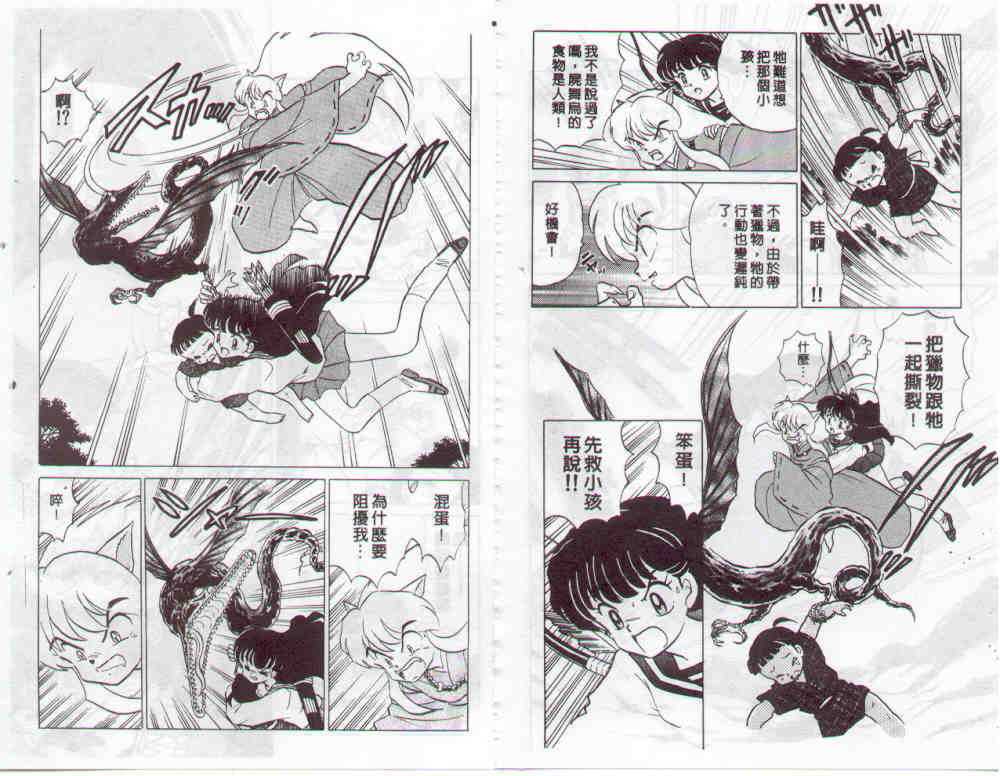 哇啊——!!
牠難道想
把那個小
孩…
我不是說過了
嗎，屍舞烏的
食物是人類！
不過，由於帶
著獵物，牠的
行動也變遲鈍
了。
好機會！
把獵物跟牠
一起撕裂！
什麼…
笨蛋！
先救小孩
再說!!
啊!?
混蛋！
為什麼要
阻擾我…
啐！